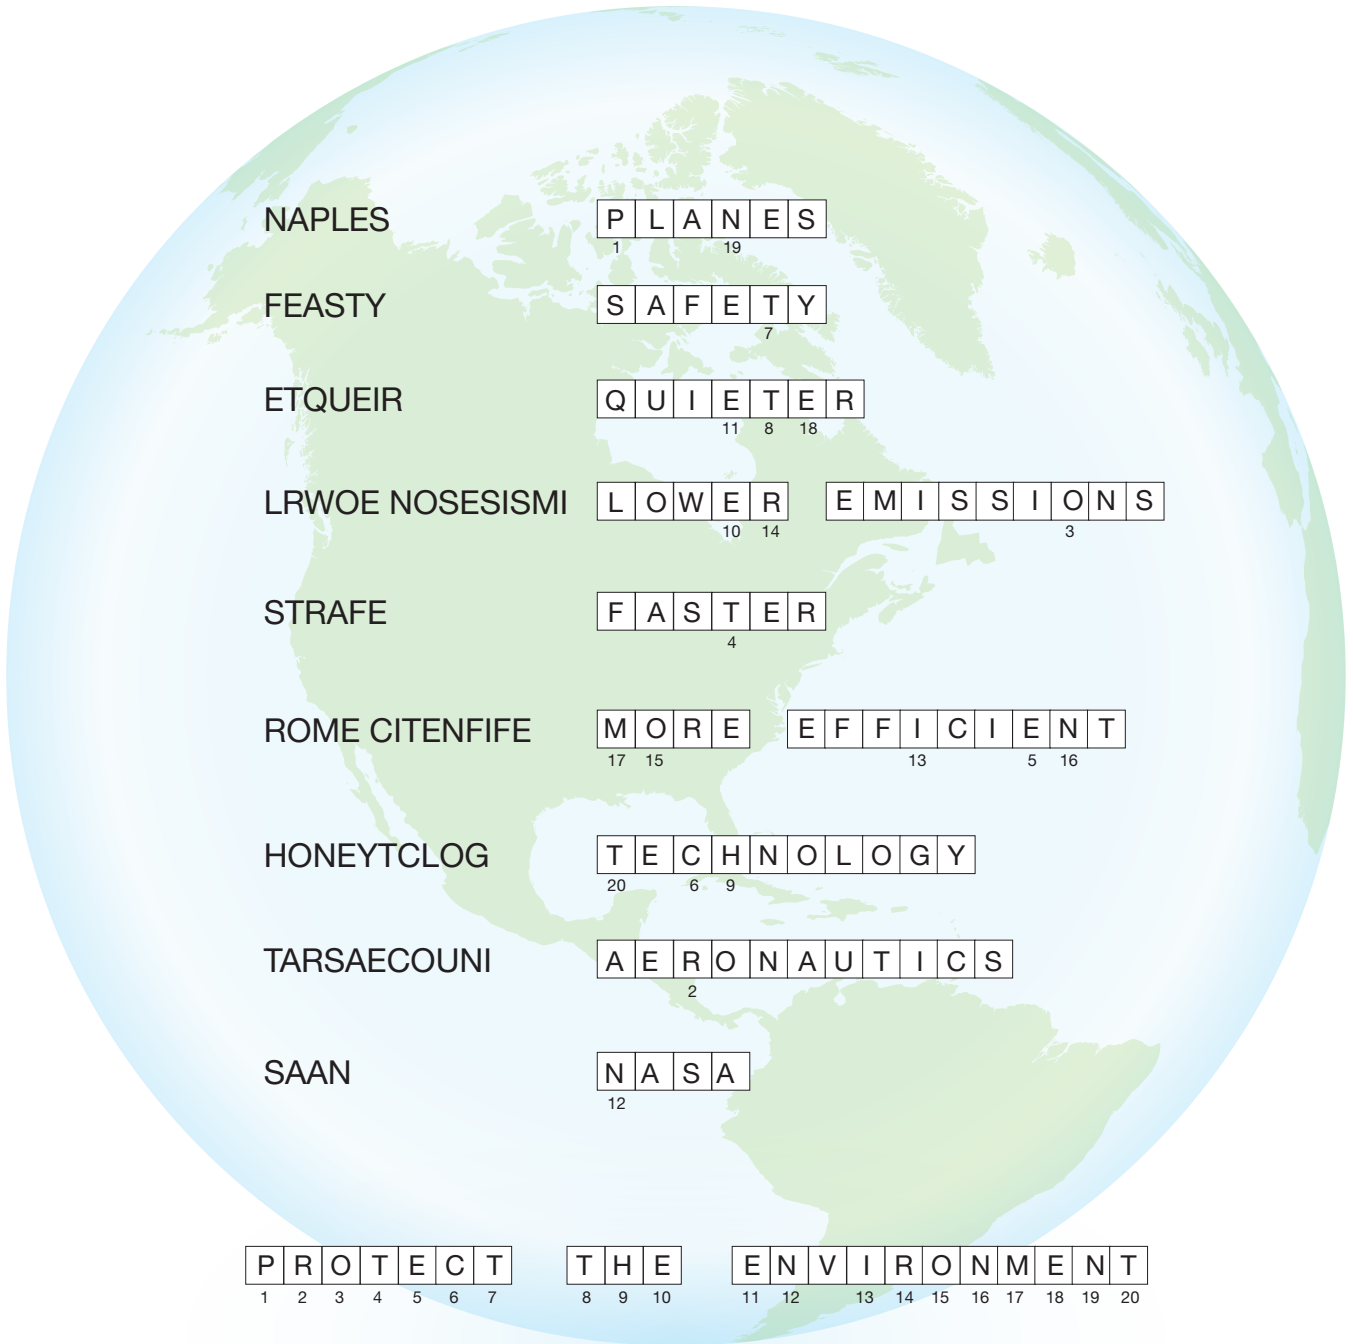 NAPLES PLANES
1 19
FEASTY SAFETY
7
ETQUEIR QUIETER
11 8 18
LRWOE NOSESISMI LOWER EMISSIONS
10 14 3
STRAFE FASTER
4
ROME CITENFIFE MORE EFFICIENT
17 15 13 5 16
HONEYTCLOG TECHNOLOGY
20 6 9
TARSAECOUNI AERONAUTICS
2
SAAN NASA
12
PROTECT THE ENVIRONMENT
1 2 3 4 5 6 7 8 9 10 11 12 13 14 15 16 17 18 19 20